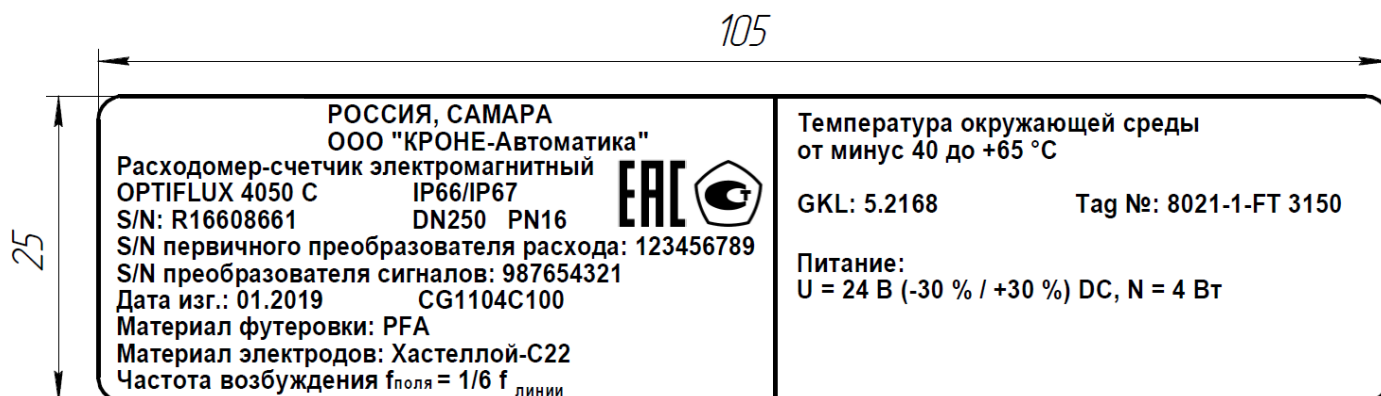 105
25
РОССИЯ, САМАРА
ООО "КРОНЕ-Автоматика"
Расходомер-счетчик электромагнитный
OPTIFLUX 4050 C IP66/IP67
S/N: R16608661 DN250 PN16
EAC Ст
S/N первичного преобразователя расхода: 123456789
S/N преобразователя сигналов: 987654321
Дата изг.: 01.2019 CG1104C100
Материал футеровки: PFA
Материал электродов: Хастеллой-С22
Частота возбуждения fполя = 1/6 f линии
Температура окружающей среды
от минус 40 до +65 °C
GKL: 5.2168 Tag №: 8021-1-FT 3150
Питание:
U = 24 В (-30 % / +30 %) DC, N = 4 Вт